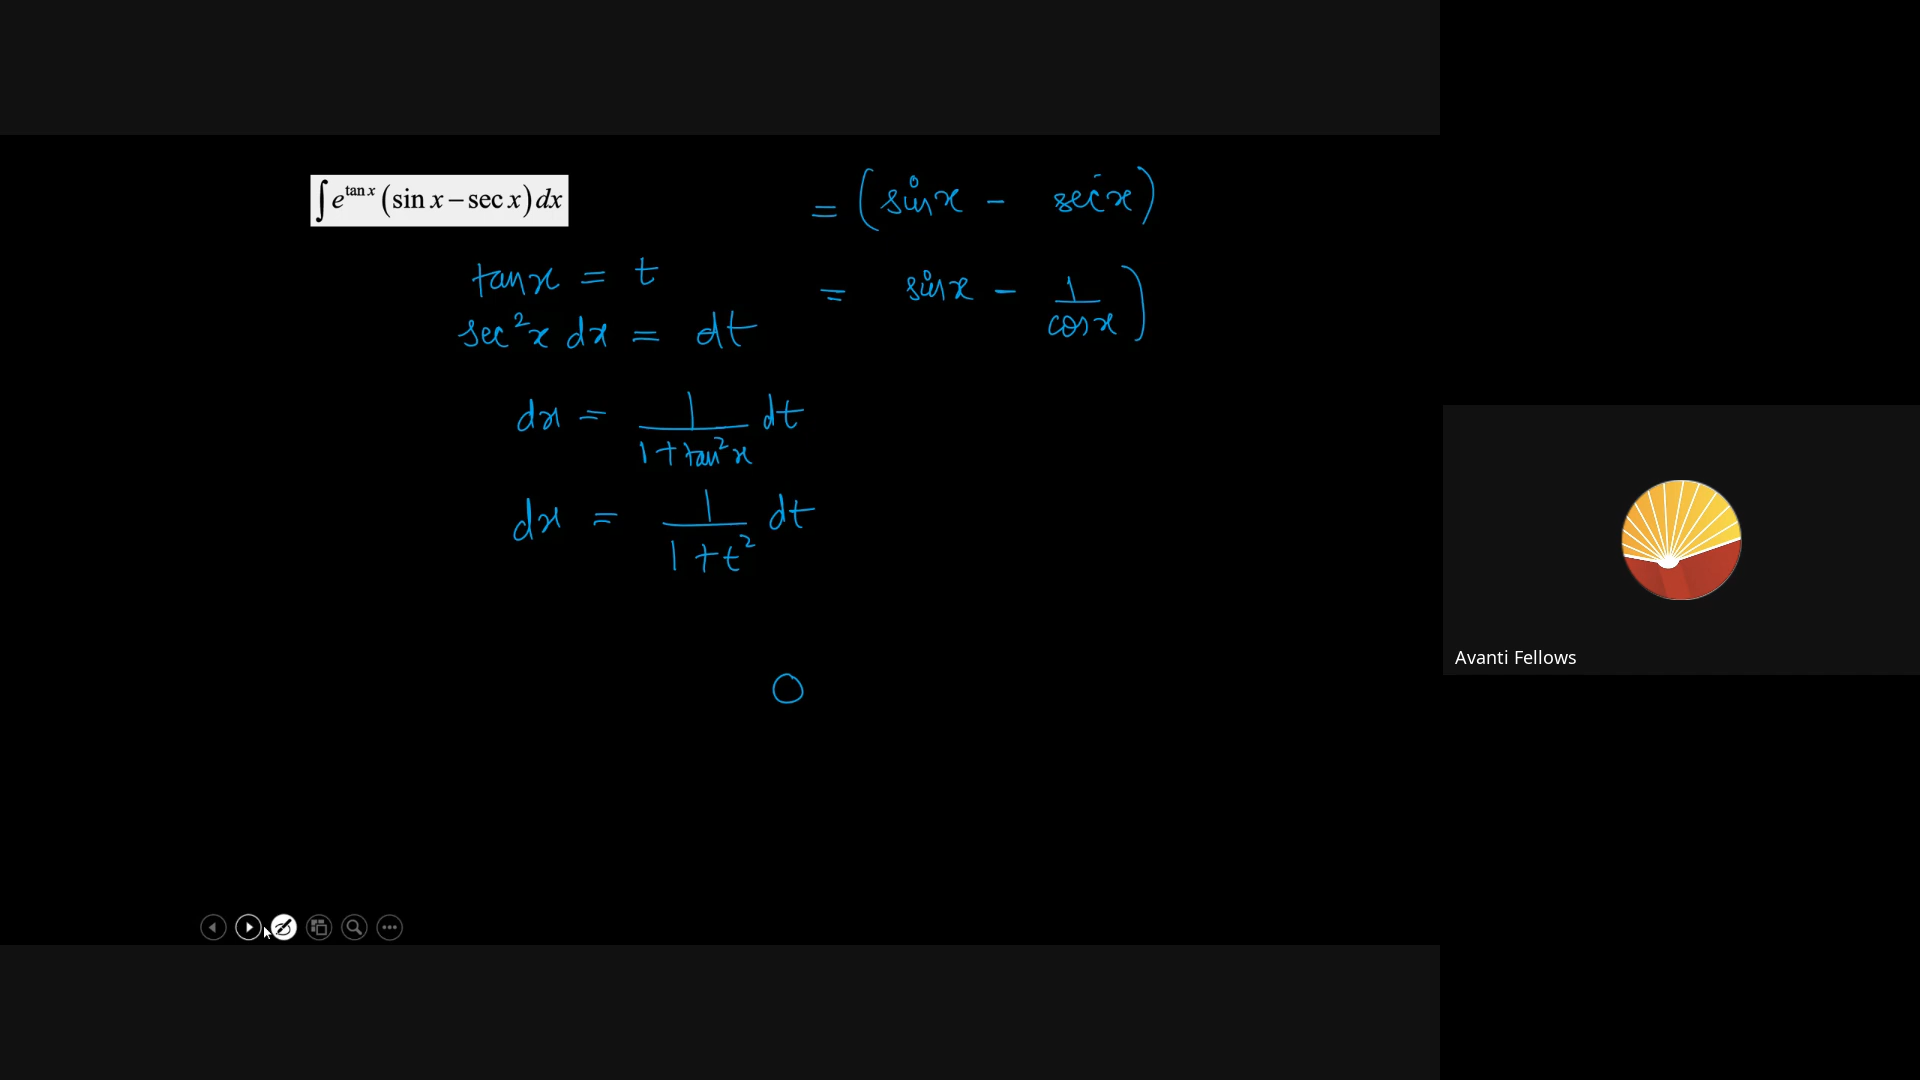 ∫ e^{tan x} (sin x – sec x) dx
= (sin x - sec x)
tan x = t
= sin x - 1/cos x)
sec²x dx = dt
dx = 1/(1+tan²x) dt
dx = 1/(1+t²) dt
Avanti Fellows